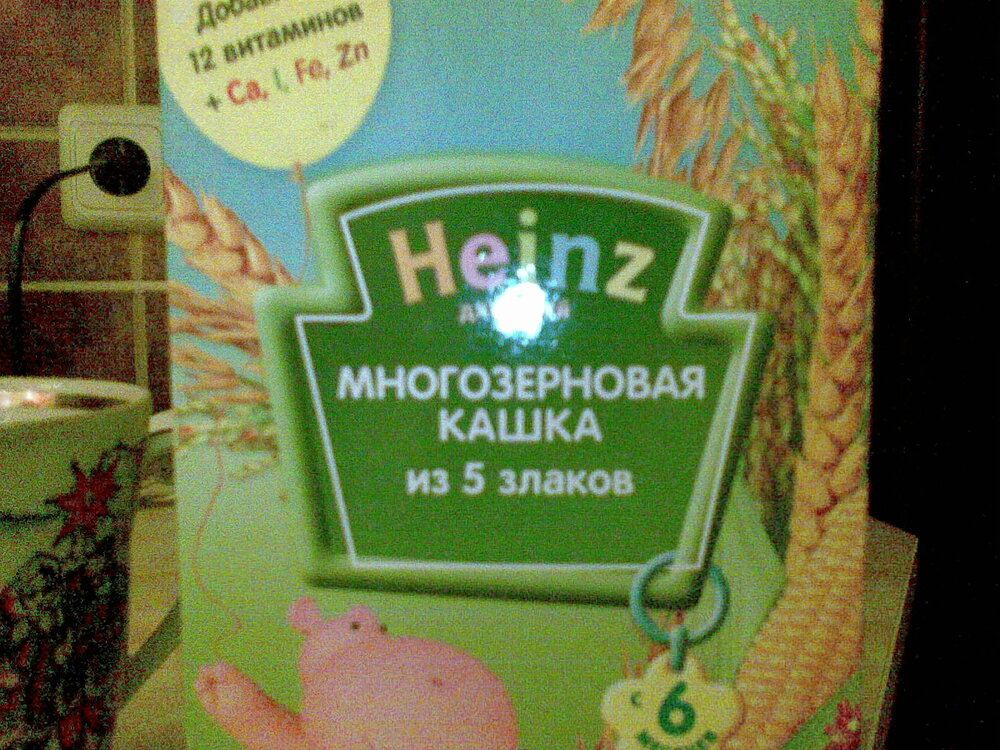 12 витаминов
+ Ca, I, Fe, Zn
Heinz
МНОГОЗЕРНОВАЯ
КАШКА
из 5 злаков
с
6